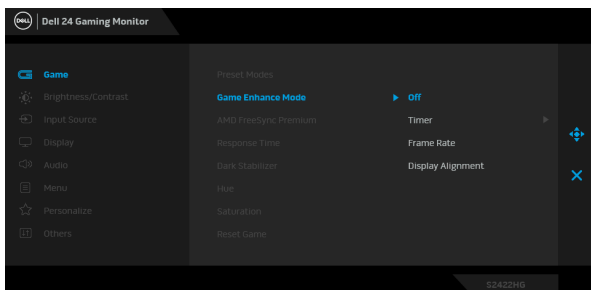 DELL
Dell 24 Gaming Monitor
Game
Brightness/Contrast
Input Source
Display
Audio
Menu
Personalize
Others
Preset Modes
Game Enhance Mode
AMD FreeSync Premium
Response Time
Dark Stabilizer
Hue
Saturation
Reset Game
Off
Timer
Frame Rate
Display Alignment
S2422HG